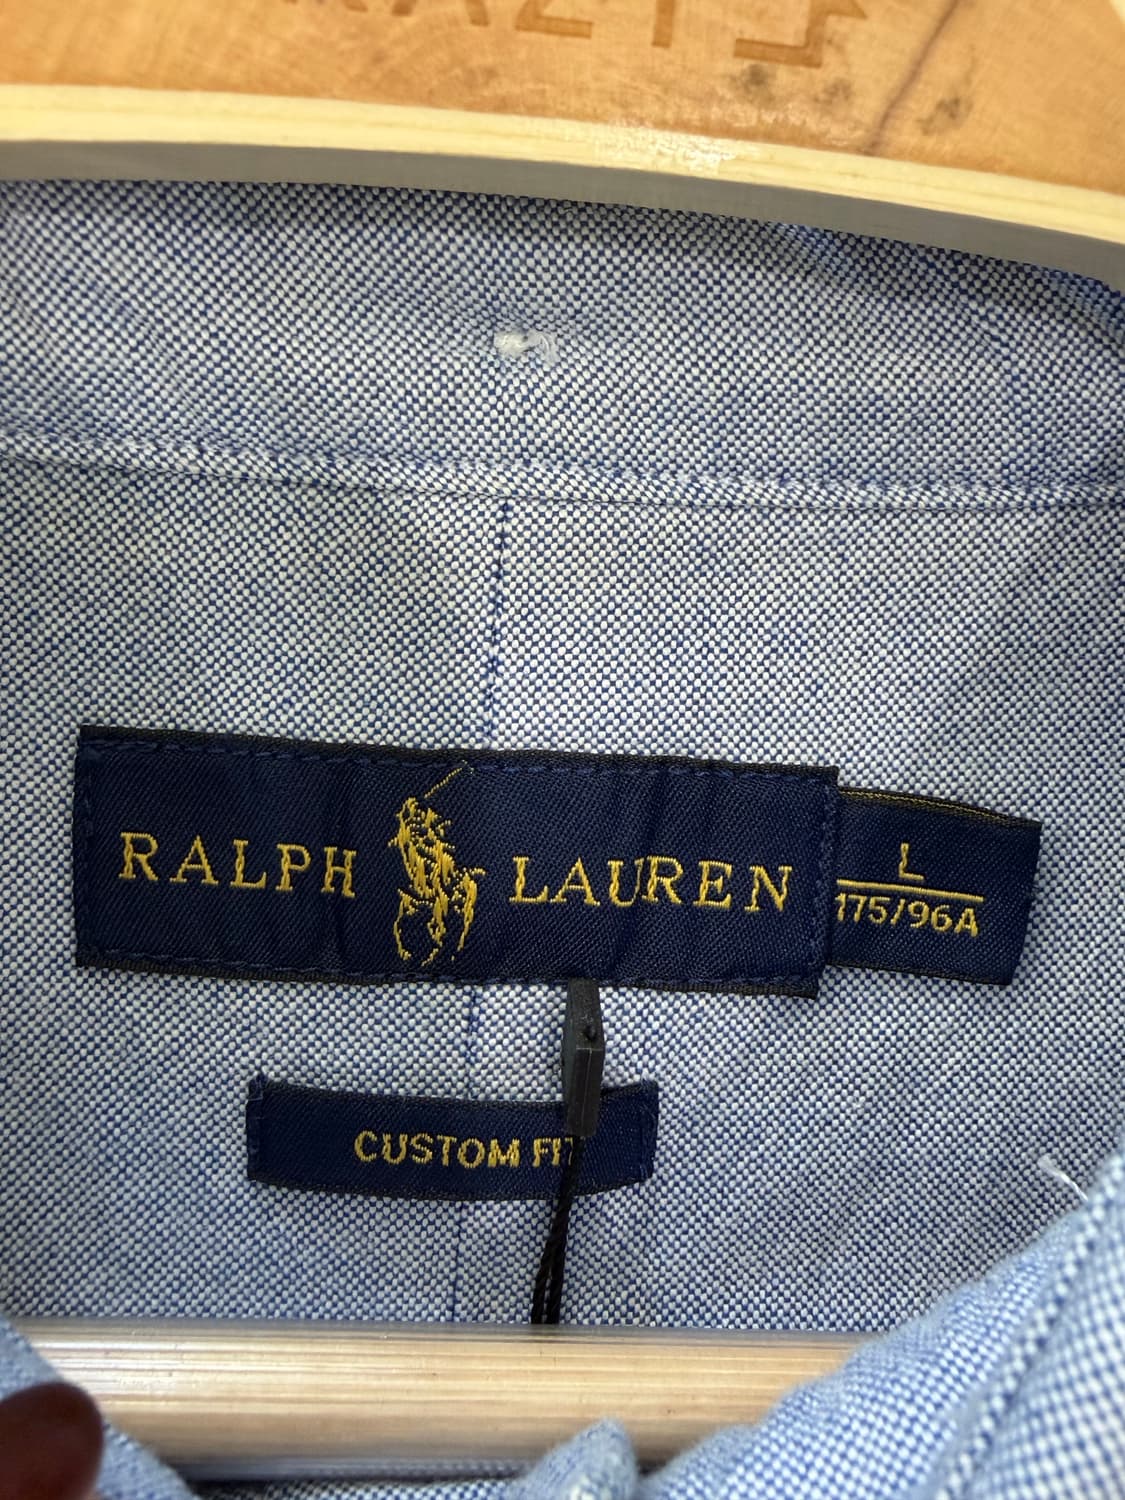 RALPH LAUREN
L
175/96A
CUSTOM FIT